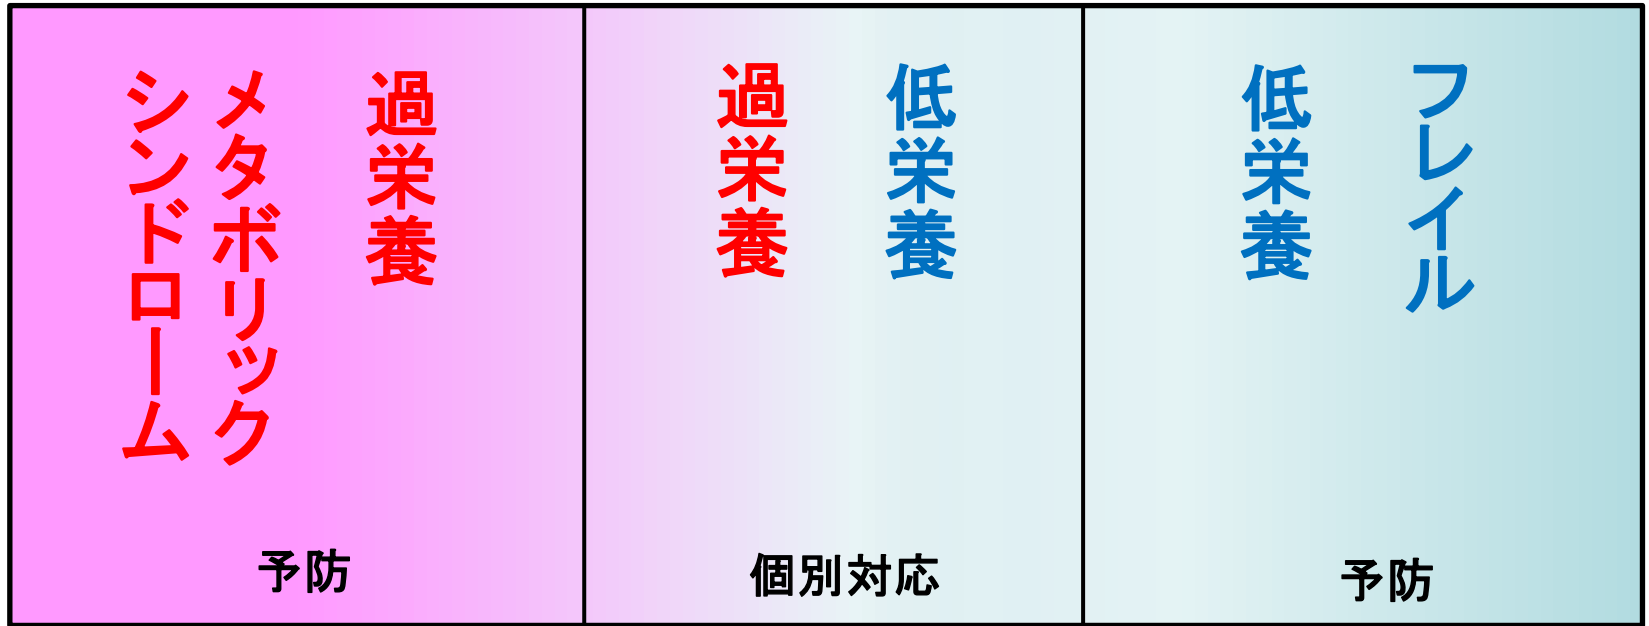 メタボリック
シンドローム
過栄養
予防
過栄養
低栄養
個別対応
低栄養
フレイル
予防